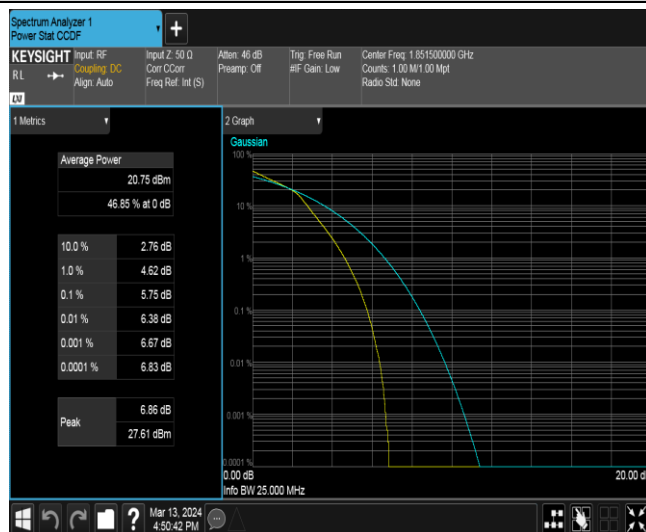 Spectrum Analyzer 1
Power Stat CCDF
+
KEYSIGHT
RL
LXI
Input: RF
Coupling: DC
Align: Auto
Input Z: 50 Ω
Corr CCorr
Freq Ref: Int (S)
Atten: 46 dB
Preamp: Off
Trig: Free Run
#IF Gain: Low
Center Freq: 1.851500000 GHz
Counts: 1.00 M/1.00 Mpt
Radio Std: None
1 Metrics
Average Power
20.75 dBm
46.85 % at 0 dB
10.0 % 2.76 dB
1.0 % 4.62 dB
0.1 % 5.75 dB
0.01 % 6.38 dB
0.001 % 6.67 dB
0.0001 % 6.83 dB
Peak
6.86 dB
27.61 dBm
2 Graph
Gaussian
100 %
10 %
1 %
0.1 %
0.01 %
0.001 %
0.0001 %
0.00 dB
20.00 d
Info BW 25.000 MHz
?
Mar 13, 2024
4:50:42 PM